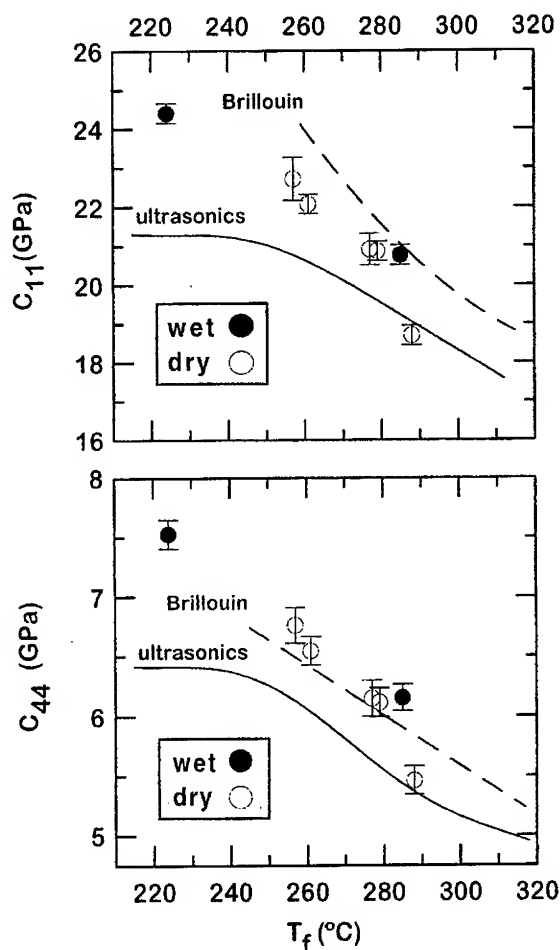 220 240 260 280 300 320
26
24
22
20
18
16
C11(GPa)
Brillouin
ultrasonics
wet
dry
8
7
6
5
C44 (GPa)
Brillouin
ultrasonics
wet
dry
220 240 260 280 300 320
Tf (ºC)